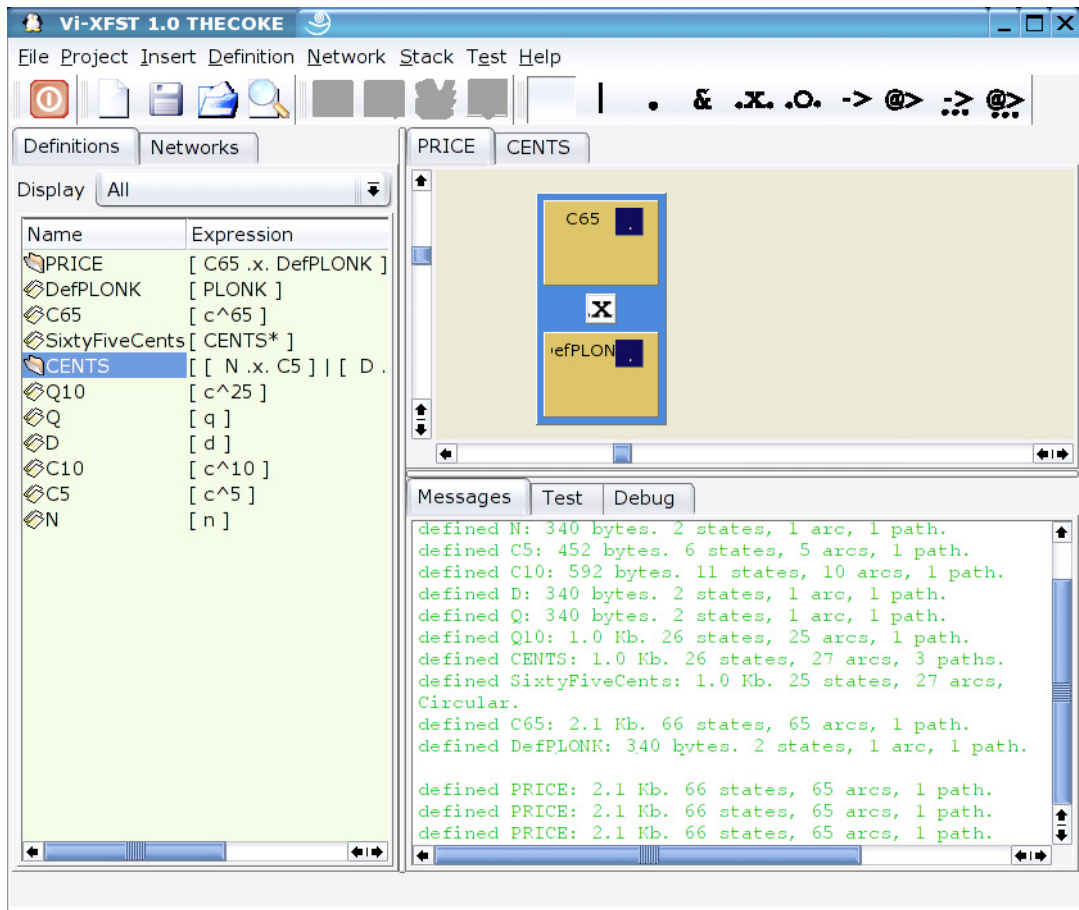 Vi-XFST 1.0 THECOKE
File Project Insert Definition Network Stack Test Help
| . & .x. .o. -> @> ->... @>...
Definitions Networks
Display All
Name Expression
PRICE [ C65 .x. DefPLONK ]
DefPLONK [ PLONK ]
C65 [ c^65 ]
SixtyFiveCents [ CENTS* ]
CENTS [ [ N .x. C5 ] | [ D .
Q10 [ c^25 ]
Q [ q ]
D [ d ]
C10 [ c^10 ]
C5 [ c^5 ]
N [ n ]
PRICE CENTS
C65 .
.x
efPLON .
Messages Test Debug
defined N: 340 bytes. 2 states, 1 arc, 1 path.
defined C5: 452 bytes. 6 states, 5 arcs, 1 path.
defined C10: 592 bytes. 11 states, 10 arcs, 1 path.
defined D: 340 bytes. 2 states, 1 arc, 1 path.
defined Q: 340 bytes. 2 states, 1 arc, 1 path.
defined Q10: 1.0 Kb. 26 states, 25 arcs, 1 path.
defined CENTS: 1.0 Kb. 26 states, 27 arcs, 3 paths.
defined SixtyFiveCents: 1.0 Kb. 25 states, 27 arcs,
Circular.
defined C65: 2.1 Kb. 66 states, 65 arcs, 1 path.
defined DefPLONK: 340 bytes. 2 states, 1 arc, 1 path.
defined PRICE: 2.1 Kb. 66 states, 65 arcs, 1 path.
defined PRICE: 2.1 Kb. 66 states, 65 arcs, 1 path.
defined PRICE: 2.1 Kb. 66 states, 65 arcs, 1 path.